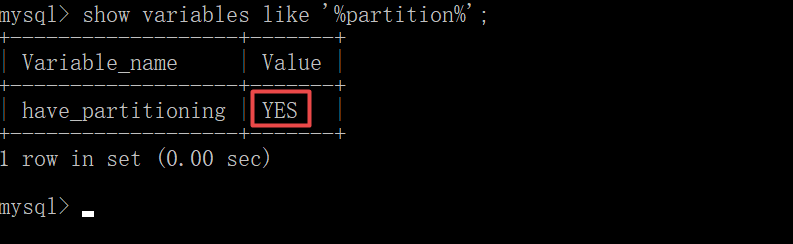 mysql> show variables like '%partition%';
+-------------------+-------+
| Variable_name     | Value |
+-------------------+-------+
| have_partitioning | YES   |
+-------------------+-------+
1 row in set (0.00 sec)
mysql>